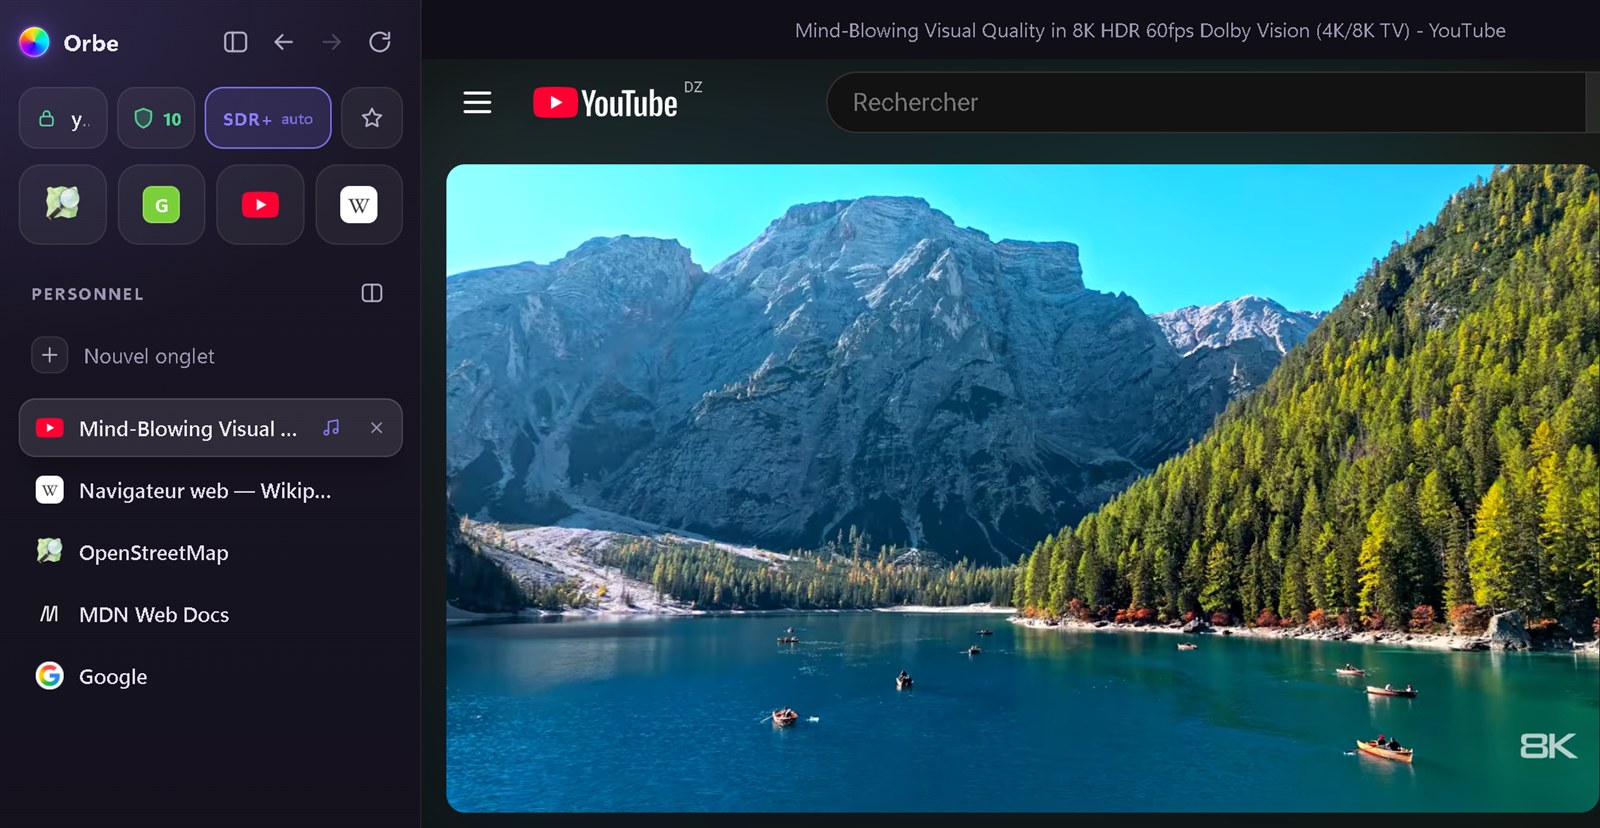 Orbe
Mind-Blowing Visual Quality in 8K HDR 60fps Dolby Vision (4K/8K TV) - YouTube
y..
10
SDR+ auto
YouTube DZ
Rechercher
G
W
PERSONNEL
Nouvel onglet
Mind-Blowing Visual ...
W
Navigateur web — Wikip...
OpenStreetMap
M
MDN Web Docs
G
Google
8K